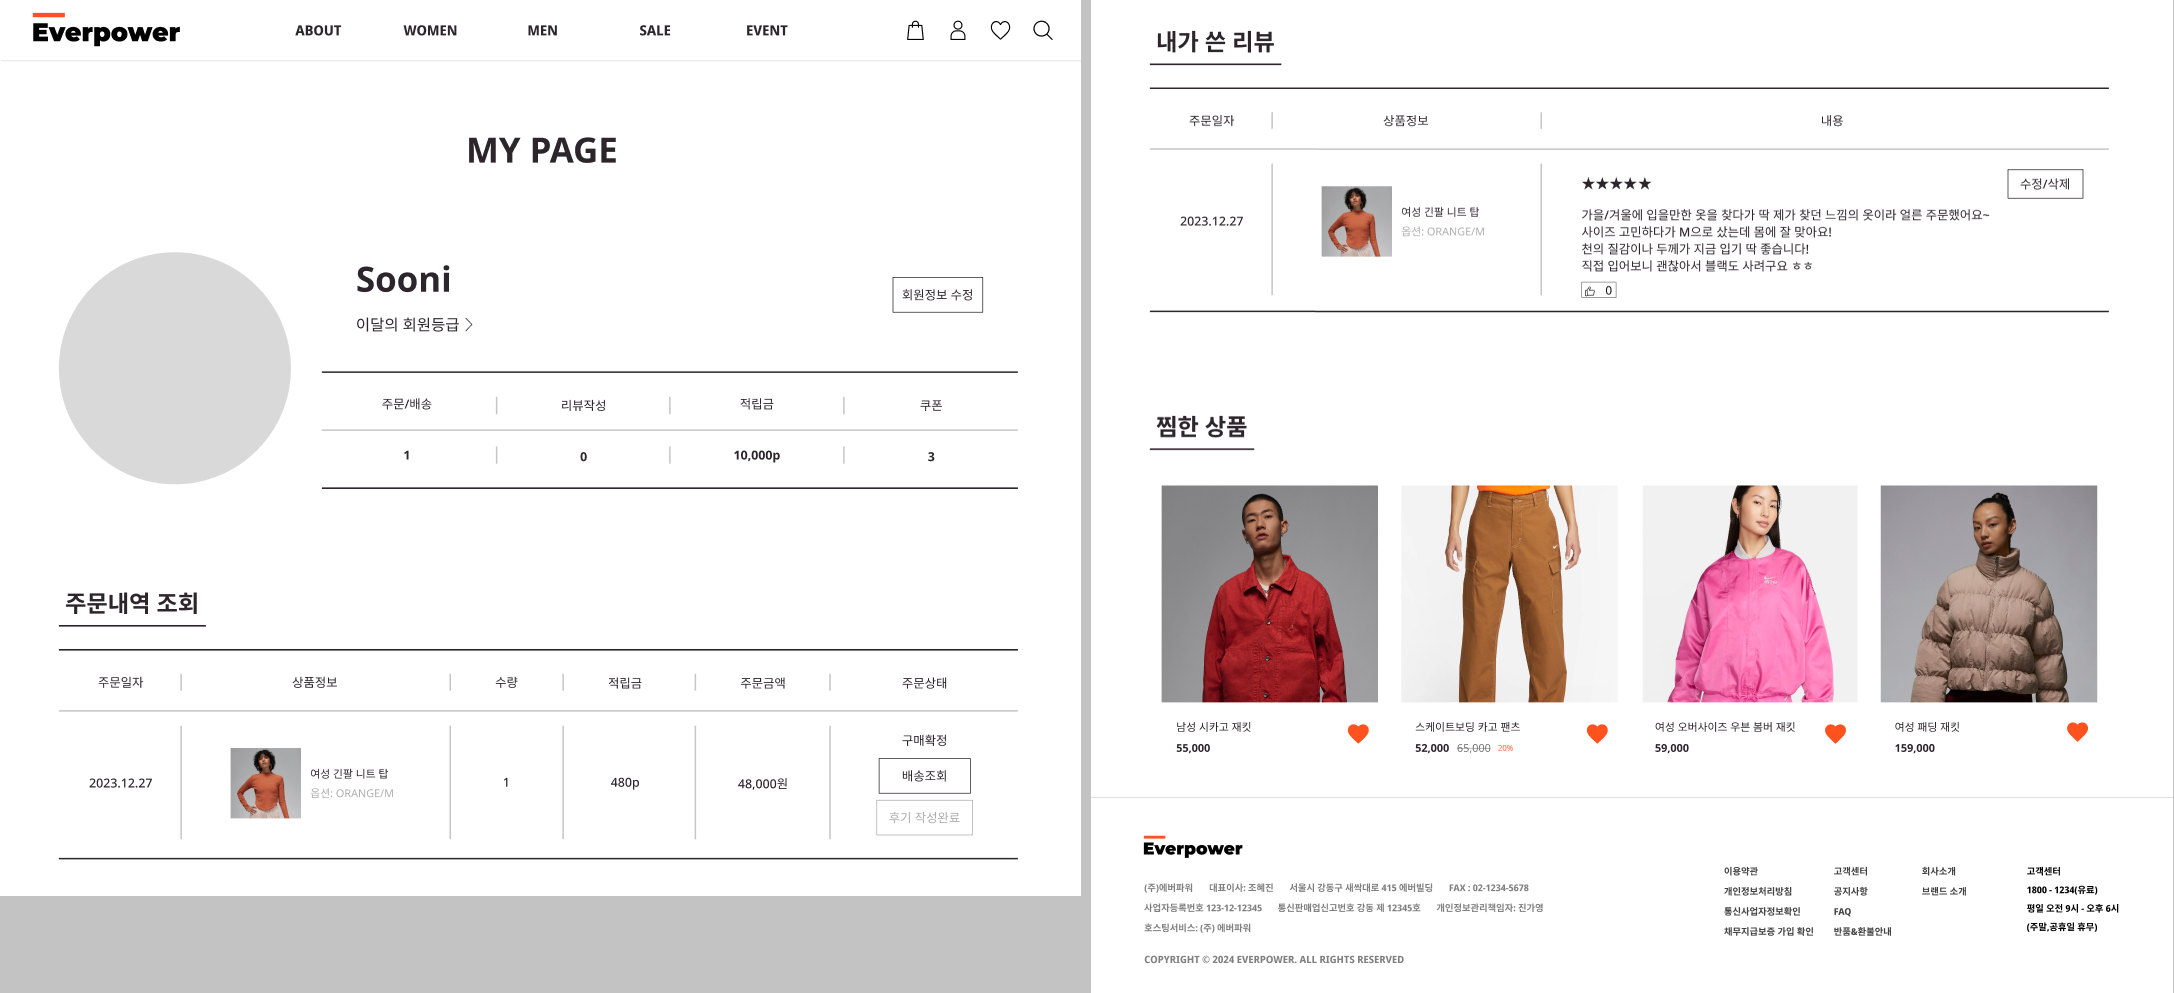 Everpower
ABOUT WOMEN MEN SALE EVENT
MY PAGE
Sooni
이달의 회원등급
회원정보 수정
주문/배송 리뷰작성 적립금 쿠폰
1 0 10,000p 3
주문내역 조회
주문일자 상품정보 수량 적립금 주문금액 주문상태
2023.12.27
여성 긴팔 니트 탑
옵션: ORANGE/M
1
480p
48,000원
구매확정
배송조회
후기 작성완료
내가 쓴 리뷰
주문일자 상품정보 내용
2023.12.27
여성 긴팔 니트 탑
옵션: ORANGE/M
★★★★★
수정/삭제
가을/겨울에 입을만한 옷을 찾다가 딱 제가 찾던 느낌의 옷이라 얼른 주문했어요~
사이즈 고민하다가 M으로 샀는데 몸에 잘 맞아요!
천의 질감이나 두께가 지금 입기 딱 좋습니다!
직접 입어보니 괜찮아서 블랙도 사려구요 ㅎㅎ
0
찜한 상품
남성 시카고 재킷
55,000
스케이트보딩 카고 팬츠
52,000 65,000 20%
여성 오버사이즈 우븐 봄버 재킷
59,000
여성 패딩 재킷
159,000
Everpower
(주)에버파워 대표이사: 조혜진 서울시 강동구 새싹대로 415 에버빌딩 FAX : 02-1234-5678
사업자등록번호 123-12-12345 통신판매업신고번호 강동 제 12345호 개인정보관리책임자: 진가영
호스팅서비스: (주) 에버파워
COPYRIGHT © 2024 EVERPOWER. ALL RIGHTS RESERVED
이용약관
개인정보처리방침
통신사업자정보확인
채무지급보증 가입 확인
고객센터
공지사항
FAQ
반품&환불안내
회사소개
브랜드 소개
고객센터
1800 - 1234(유료)
평일 오전 9시 - 오후 6시
(주말,공휴일 휴무)